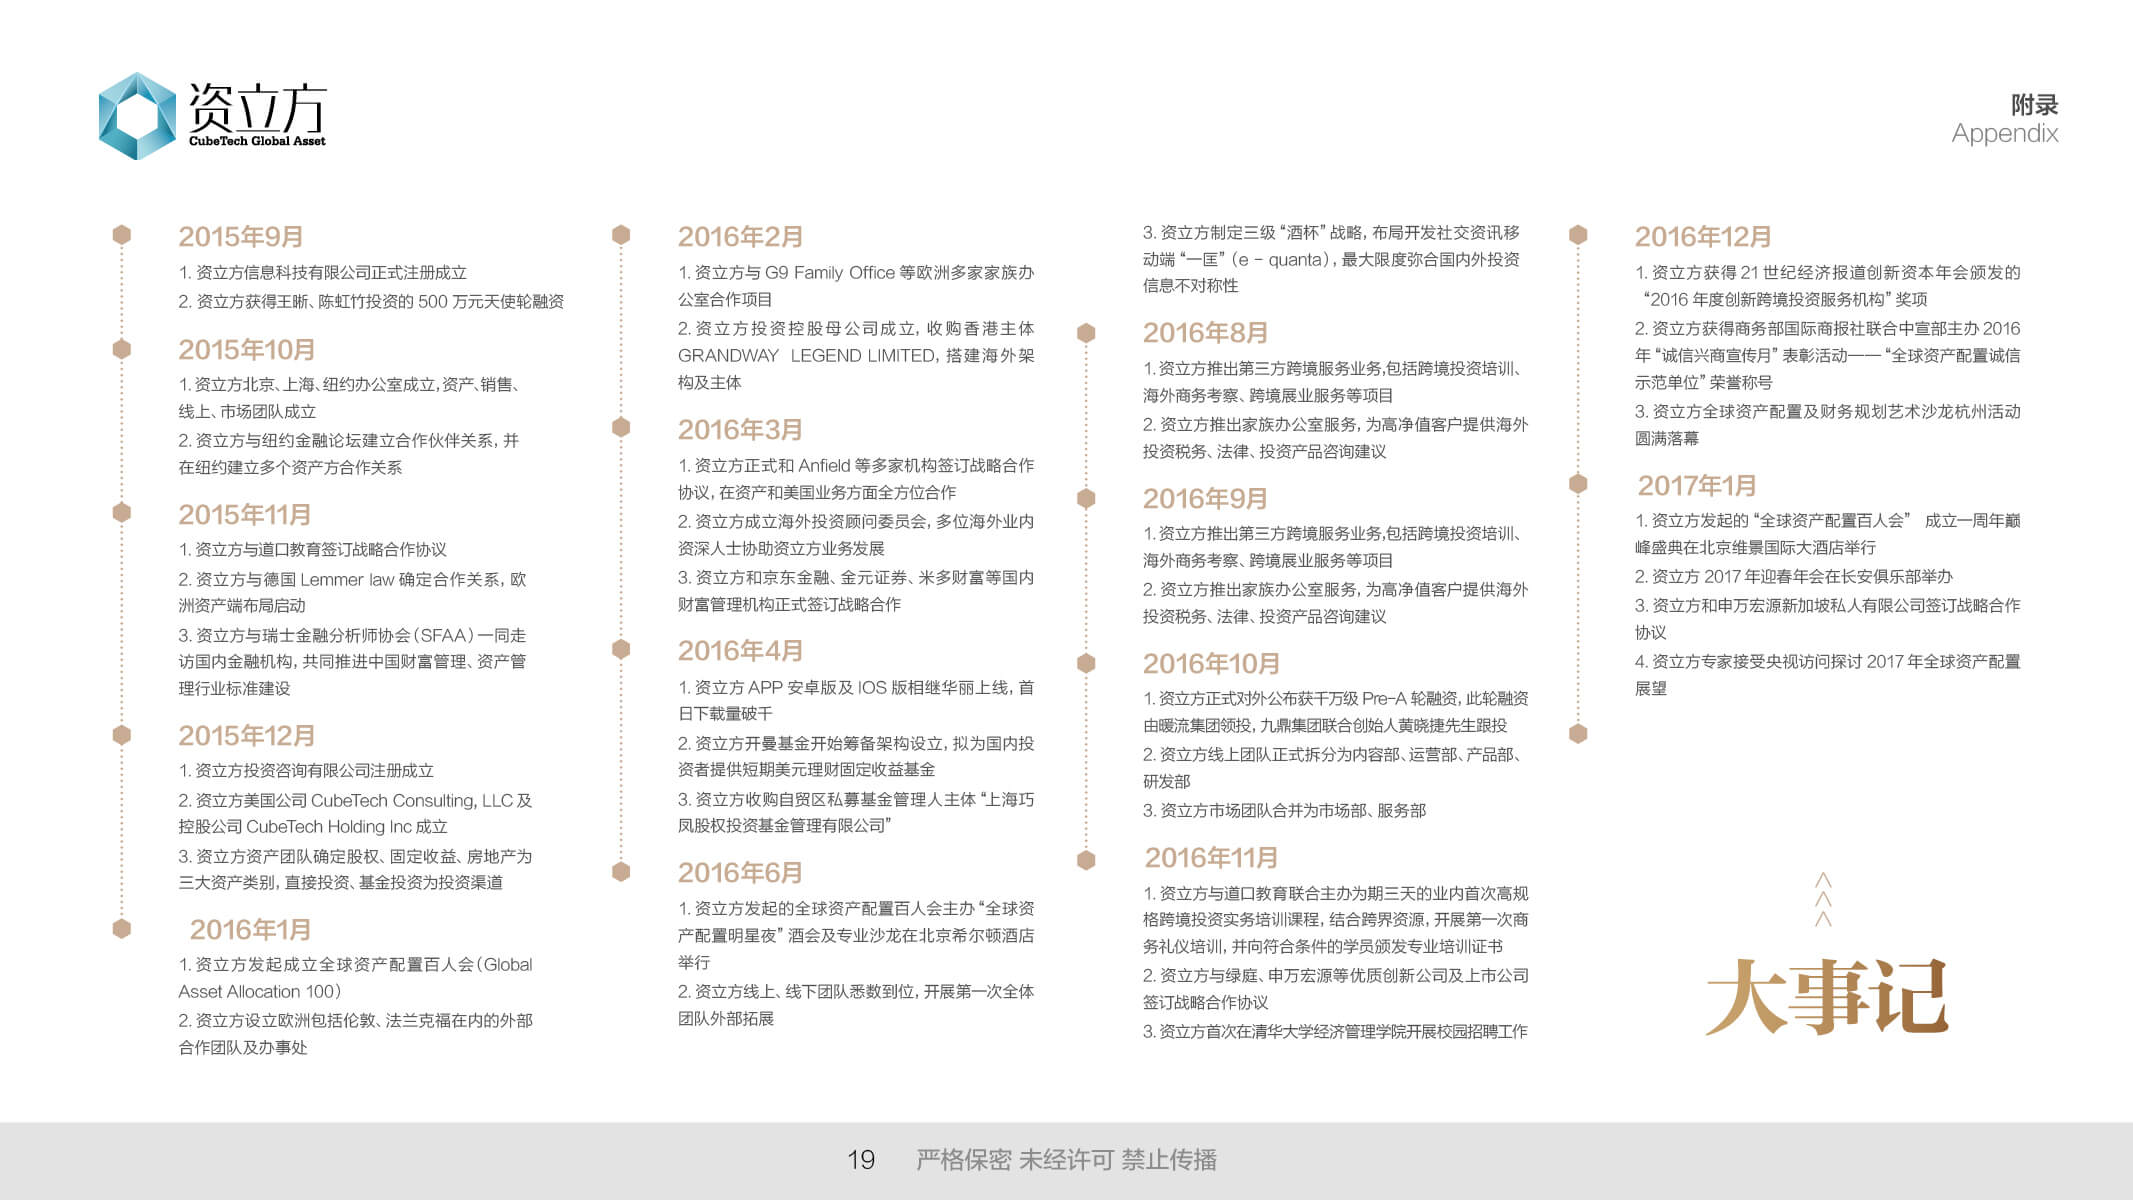 资立方
CubeTech Global Asset
附录
Appendix
2015年9月
1. 资立方信息科技有限公司正式注册成立
2. 资立方获得王晰、陈虹竹投资的 500 万元天使轮融资
2015年10月
1. 资立方北京、上海、纽约办公室成立,资产、销售、
线上、市场团队成立
2. 资立方与纽约金融论坛建立合作伙伴关系, 并
在纽约建立多个资产方合作关系
2015年11月
1. 资立方与道口教育签订战略合作协议
2. 资立方与德国 Lemmer law 确定合作关系, 欧
洲资产端布局启动
3. 资立方与瑞士金融分析师协会(SFAA)一同走
访国内金融机构, 共同推进中国财富管理、资产管
理行业标准建设
2015年12月
1. 资立方投资咨询有限公司注册成立
2. 资立方美国公司 CubeTech Consulting, LLC 及
控股公司 CubeTech Holding Inc 成立
3. 资立方资产团队确定股权、固定收益、房地产为
三大资产类别, 直接投资、基金投资为投资渠道
2016年1月
1. 资立方发起成立全球资产配置百人会(Global
Asset Allocation 100)
2. 资立方设立欧洲包括伦敦、法兰克福在内的外部
合作团队及办事处
2016年2月
1. 资立方与 G9 Family Office 等欧洲多家家族办
公室合作项目
2. 资立方投资控股母公司成立, 收购香港主体
GRANDWAY LEGEND LIMITED, 搭建海外架
构及主体
2016年3月
1. 资立方正式和 Anfield 等多家机构签订战略合作
协议, 在资产和美国业务方面全方位合作
2. 资立方成立海外投资顾问委员会, 多位海外业内
资深人士协助资立方业务发展
3. 资立方和京东金融、金元证券、米多财富等国内
财富管理机构正式签订战略合作
2016年4月
1. 资立方 APP 安卓版及 IOS 版相继华丽上线, 首
日下载量破千
2. 资立方开曼基金开始筹备架构设立, 拟为国内投
资者提供短期美元理财固定收益基金
3. 资立方收购自贸区私募基金管理人主体 “上海巧
凤股权投资基金管理有限公司”
2016年6月
1. 资立方发起的全球资产配置百人会主办 “全球资
产配置明星夜” 酒会及专业沙龙在北京希尔顿酒店
举行
2. 资立方线上、线下团队悉数到位, 开展第一次全体
团队外部拓展
3. 资立方制定三级 “酒杯” 战略, 布局开发社交资讯移
动端 “一匡” (e - quanta), 最大限度弥合国内外投资
信息不对称性
2016年8月
1. 资立方推出第三方跨境服务业务,包括跨境投资培训、
海外商务考察、跨境展业服务等项目
2. 资立方推出家族办公室服务, 为高净值客户提供海外
投资税务、法律、投资产品咨询建议
2016年9月
1. 资立方推出第三方跨境服务业务,包括跨境投资培训、
海外商务考察、跨境展业服务等项目
2. 资立方推出家族办公室服务, 为高净值客户提供海外
投资税务、法律、投资产品咨询建议
2016年10月
1. 资立方正式对外公布获千万级 Pre-A 轮融资, 此轮融资
由暖流集团领投, 九鼎集团联合创始人黄晓捷先生跟投
2. 资立方线上团队正式拆分为内容部、运营部、产品部、
研发部
3. 资立方市场团队合并为市场部、服务部
2016年11月
1. 资立方与道口教育联合主办为期三天的业内首次高规
格跨境投资实务培训课程, 结合跨界资源, 开展第一次商
务礼仪培训, 并向符合条件的学员颁发专业培训证书
2. 资立方与绿庭、申万宏源等优质创新公司及上市公司
签订战略合作协议
3. 资立方首次在清华大学经济管理学院开展校园招聘工作
2016年12月
1. 资立方获得 21 世纪经济报道创新资本年会颁发的
“2016 年度创新跨境投资服务机构” 奖项
2. 资立方获得商务部国际商报社联合中宣部主办 2016
年 “诚信兴商宣传月” 表彰活动—— “全球资产配置诚信
示范单位” 荣誉称号
3. 资立方全球资产配置及财务规划艺术沙龙杭州活动
圆满落幕
2017年1月
1. 资立方发起的 “全球资产配置百人会” 成立一周年巅
峰盛典在北京维景国际大酒店举行
2. 资立方 2017 年迎春年会在长安俱乐部举办
3. 资立方和申万宏源新加坡私人有限公司签订战略合作
协议
4. 资立方专家接受央视访问探讨 2017 年全球资产配置
展望
大事记
19 严格保密 未经许可 禁止传播